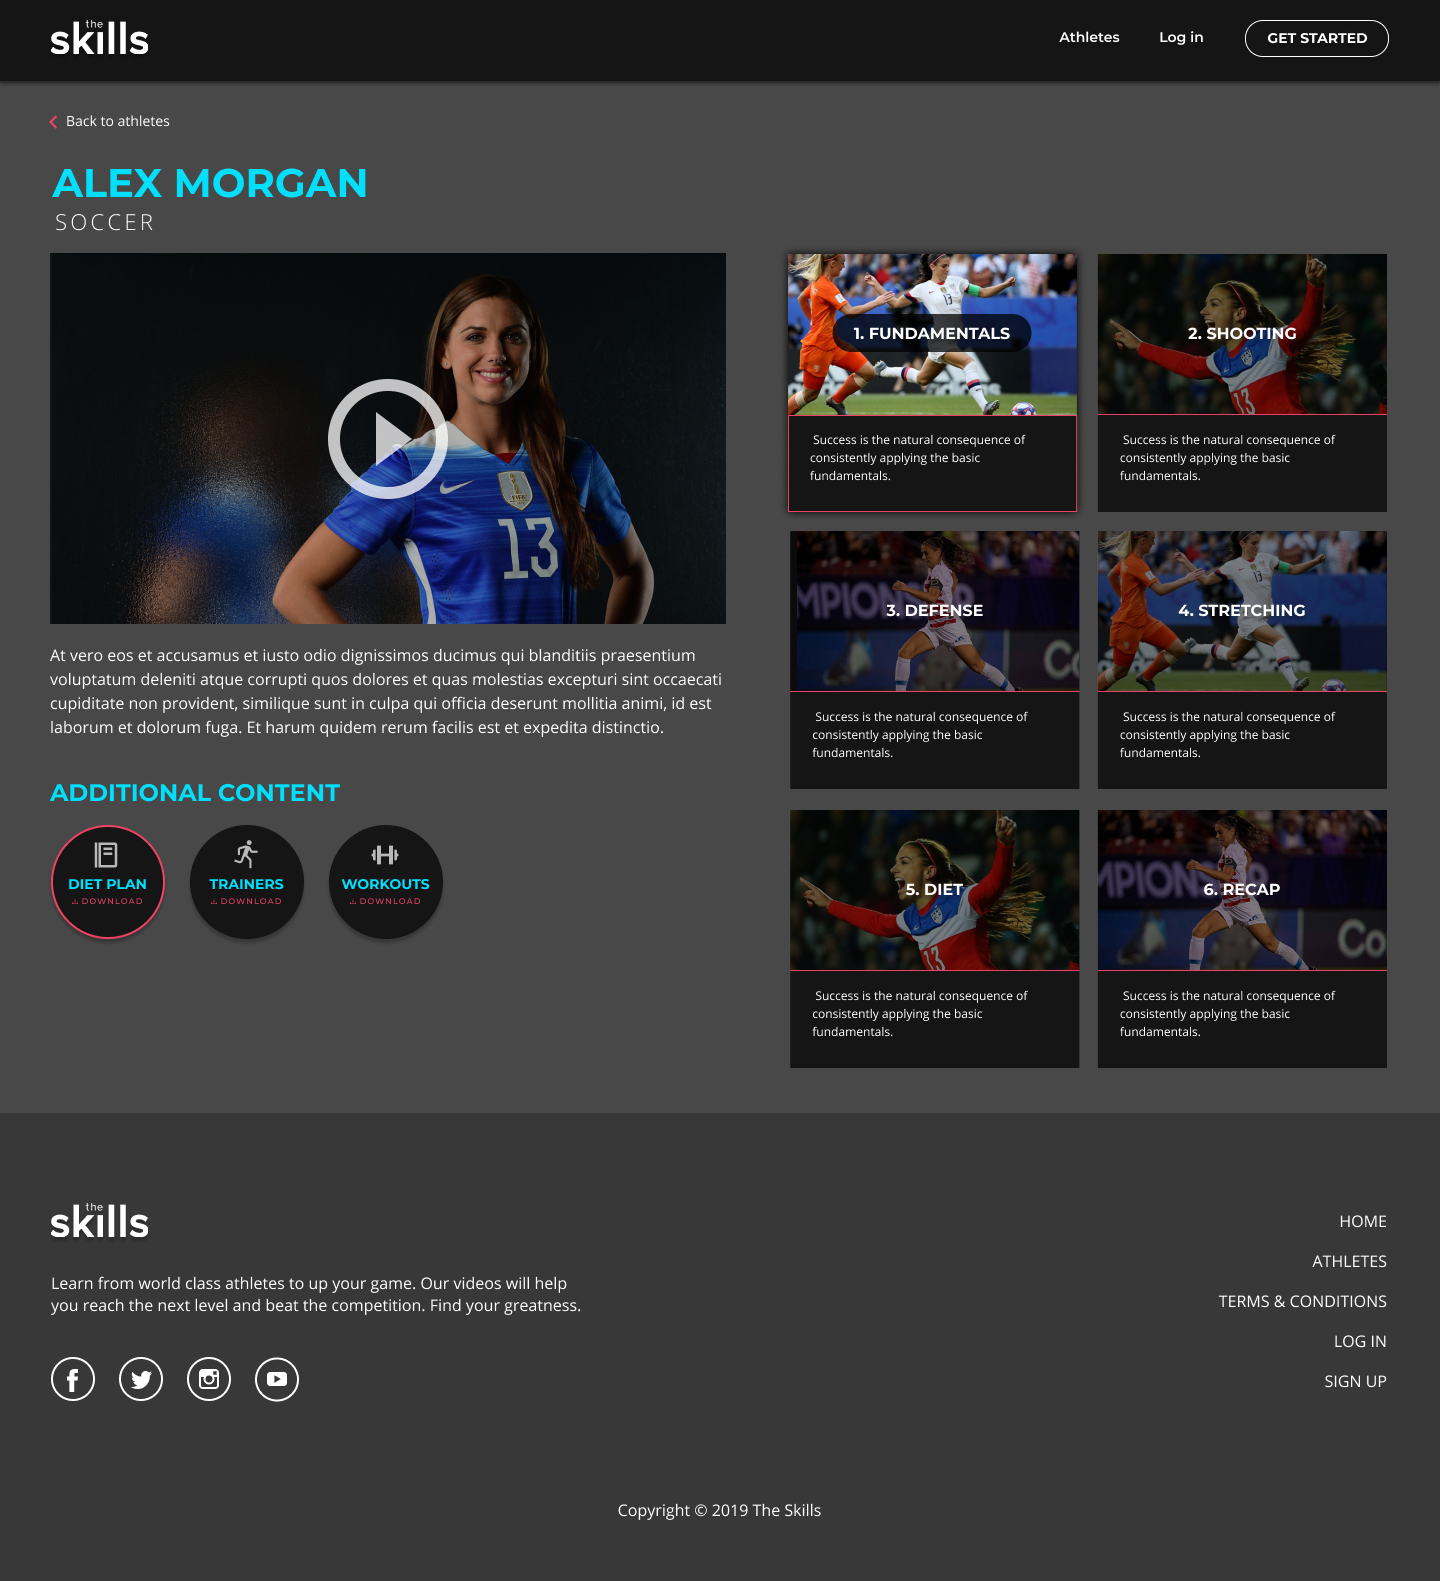 the
skills
Athletes
Log in
GET STARTED
Back to athletes
ALEX MORGAN
SOCCER
13
At vero eos et accusamus et iusto odio dignissimos ducimus qui blanditiis praesentium
voluptatum deleniti atque corrupti quos dolores et quas molestias excepturi sint occaecati
cupiditate non provident, similique sunt in culpa qui officia deserunt mollitia animi, id est
laborum et dolorum fuga. Et harum quidem rerum facilis est et expedita distinctio.
ADDITIONAL CONTENT
DIET PLAN
DOWNLOAD
TRAINERS
DOWNLOAD
WORKOUTS
DOWNLOAD
13
1. FUNDAMENTALS
Success is the natural consequence of
consistently applying the basic
fundamentals.
2. SHOOTING
13
Success is the natural consequence of
consistently applying the basic
fundamentals.
3. DEFENSE
Success is the natural consequence of
consistently applying the basic
fundamentals.
13
4. STRETCHING
Success is the natural consequence of
consistently applying the basic
fundamentals.
5. DIET
13
Success is the natural consequence of
consistently applying the basic
fundamentals.
6. RECAP
Success is the natural consequence of
consistently applying the basic
fundamentals.
the
skills
Learn from world class athletes to up your game. Our videos will help
you reach the next level and beat the competition. Find your greatness.
HOME
ATHLETES
TERMS & CONDITIONS
LOG IN
SIGN UP
Copyright © 2019 The Skills